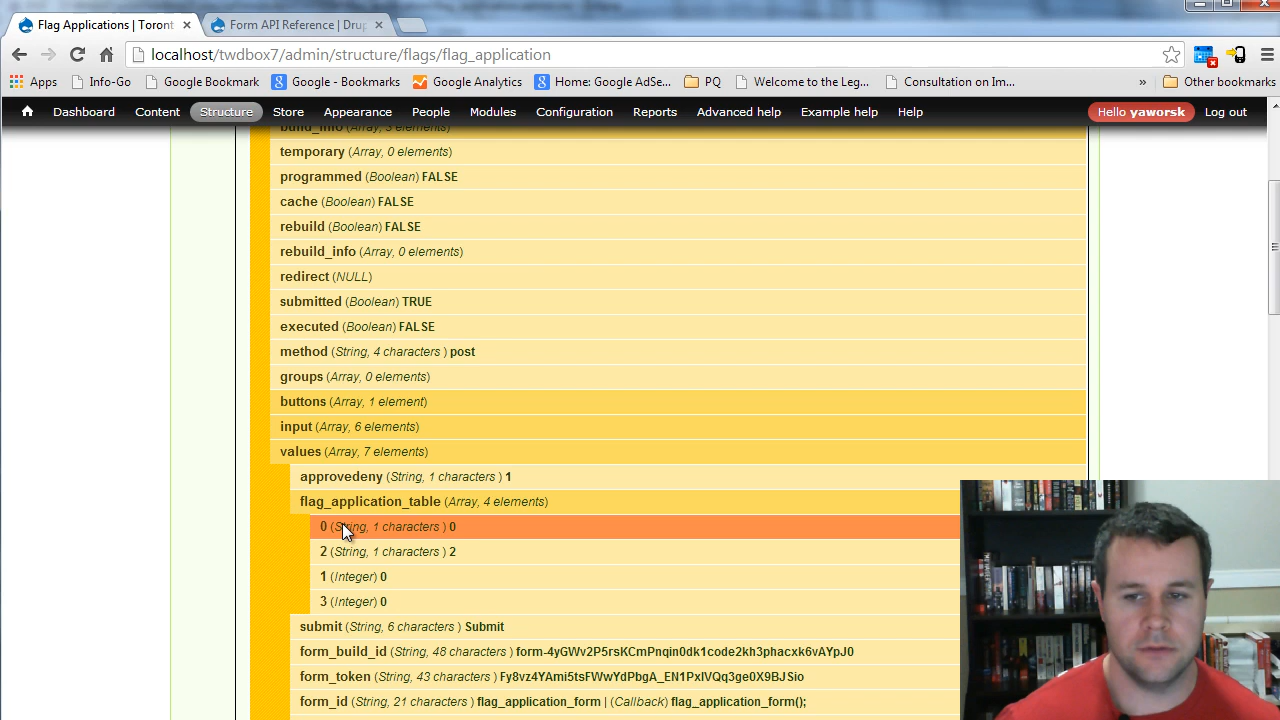 Flag Applications | Toront
Form API Reference | Drup
localhost/twdbox7/admin/structure/flags/flag_application
Apps Info-Go Google Bookmark Google - Bookmarks Google Analytics Home: Google AdSe... PQ Welcome to the Leg... Consultation on Im... » Other bookmarks
Dashboard Content Structure Store Appearance People Modules Configuration Reports Advanced help Example help Help Hello yaworsk Log out
build_info (Array, 3 elements)
temporary (Array, 0 elements)
programmed (Boolean) FALSE
cache (Boolean) FALSE
rebuild (Boolean) FALSE
rebuild_info (Array, 0 elements)
redirect (NULL)
submitted (Boolean) TRUE
executed (Boolean) FALSE
method (String, 4 characters ) post
groups (Array, 0 elements)
buttons (Array, 1 element)
input (Array, 6 elements)
values (Array, 7 elements)
approvedeny (String, 1 characters ) 1
flag_application_table (Array, 4 elements)
0 (String, 1 characters ) 0
2 (String, 1 characters ) 2
1 (Integer) 0
3 (Integer) 0
submit (String, 6 characters ) Submit
form_build_id (String, 48 characters ) form-4yGWv2P5rsKCmPnqin0dk1code2kh3phacxk6vAYpJ0
form_token (String, 43 characters ) Fy8vz4YAmi5tsFWwYdPbgA_EN1PxIVQq3ge0X9BJSio
form_id (String, 21 characters ) flag_application_form | (Callback) flag_application_form();